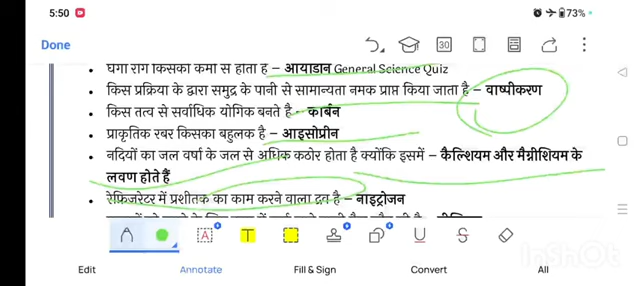 5:50 73%
Done 30
घेंघा रोग किसकी कमी से होता है - आयोडीन General Science Quiz
किस प्रक्रिया के द्वारा समुद्र के पानी से सामान्यता नमक प्राप्त किया जाता है - वाष्पीकरण
किस तत्व से सर्वाधिक यौगिक बनते है - कार्बन
प्राकृतिक रबर किसका बहुलक है - आइसोप्रीन
नदियों का जल वर्षा के जल से अधिक कठोर होता है क्योंकि इसमें – कैल्शियम और मैग्नीशियम के
लवण होते हैं
रेफ्रिजरेटर में प्रशीतक का काम करने वाला द्रव है - नाइट्रोजन
Edit Annotate Fill & Sign Convert All
InShOt